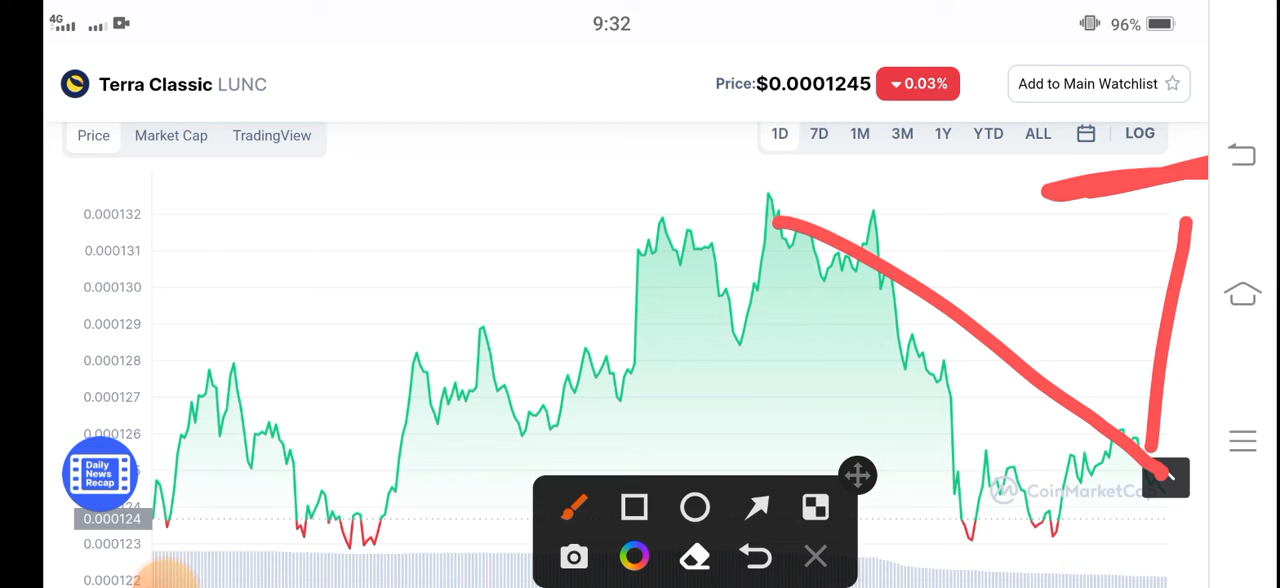 4G 9:32 96%
Terra Classic LUNC Price:$0.0001245 0.03% Add to Main Watchlist
Price Market Cap TradingView 1D 7D 1M 3M 1Y YTD ALL LOG
0.000132
0.000131
0.000130
0.000129
0.000128
0.000127
0.000126
Daily
News
Recap
CoinMarketCap
0.000124
0.000123
0.000122